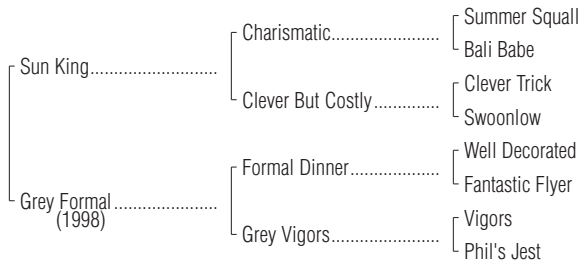 Summer Squall
Charismatic....................
Bali Babe
Sun King........................
Clever Trick
Clever But Costly.............
Swoonlow
Well Decorated
Formal Dinner.................
Fantastic Flyer
Grey Formal...................
(1998)
Vigors
Grey Vigors.....................
Phil's Jest